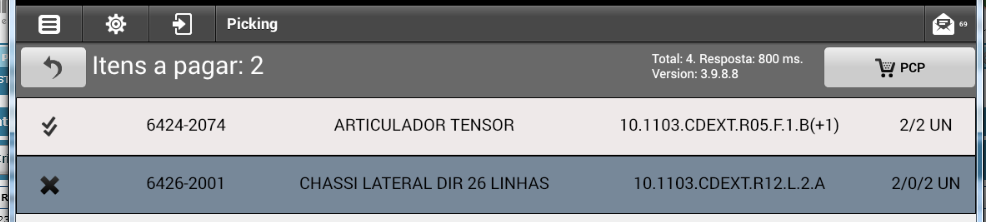 Picking
69
Itens a pagar: 2
Total: 4. Resposta: 800 ms.
Version: 3.9.8.8
PCP
6424-2074 ARTICULADOR TENSOR 10.1103.CDEXT.R05.F.1.B(+1) 2/2 UN
6426-2001 CHASSI LATERAL DIR 26 LINHAS 10.1103.CDEXT.R12.L.2.A 2/0/2 UN